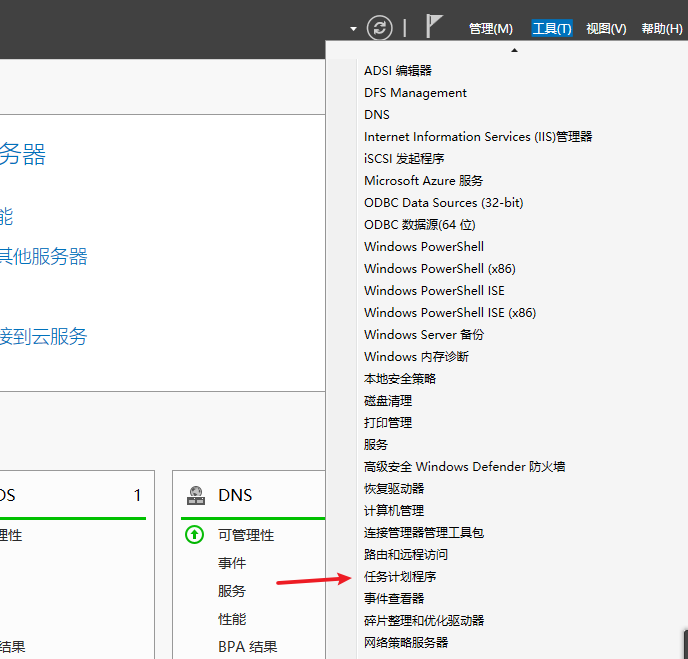 管理(M) 工具(T) 视图(V) 帮助(H)
ADSI 编辑器
DFS Management
DNS
Internet Information Services (IIS)管理器
iSCSI 发起程序
Microsoft Azure 服务
ODBC Data Sources (32-bit)
ODBC 数据源(64 位)
Windows PowerShell
Windows PowerShell (x86)
Windows PowerShell ISE
Windows PowerShell ISE (x86)
Windows Server 备份
Windows 内存诊断
本地安全策略
磁盘清理
打印管理
服务
高级安全 Windows Defender 防火墙
恢复驱动器
计算机管理
连接管理器管理工具包
路由和远程访问
任务计划程序
事件查看器
碎片整理和优化驱动器
网络策略服务器
务器
能
其他服务器
接到云服务
DS 1
理性
结果
DNS
可管理性
事件
服务
性能
BPA 结果